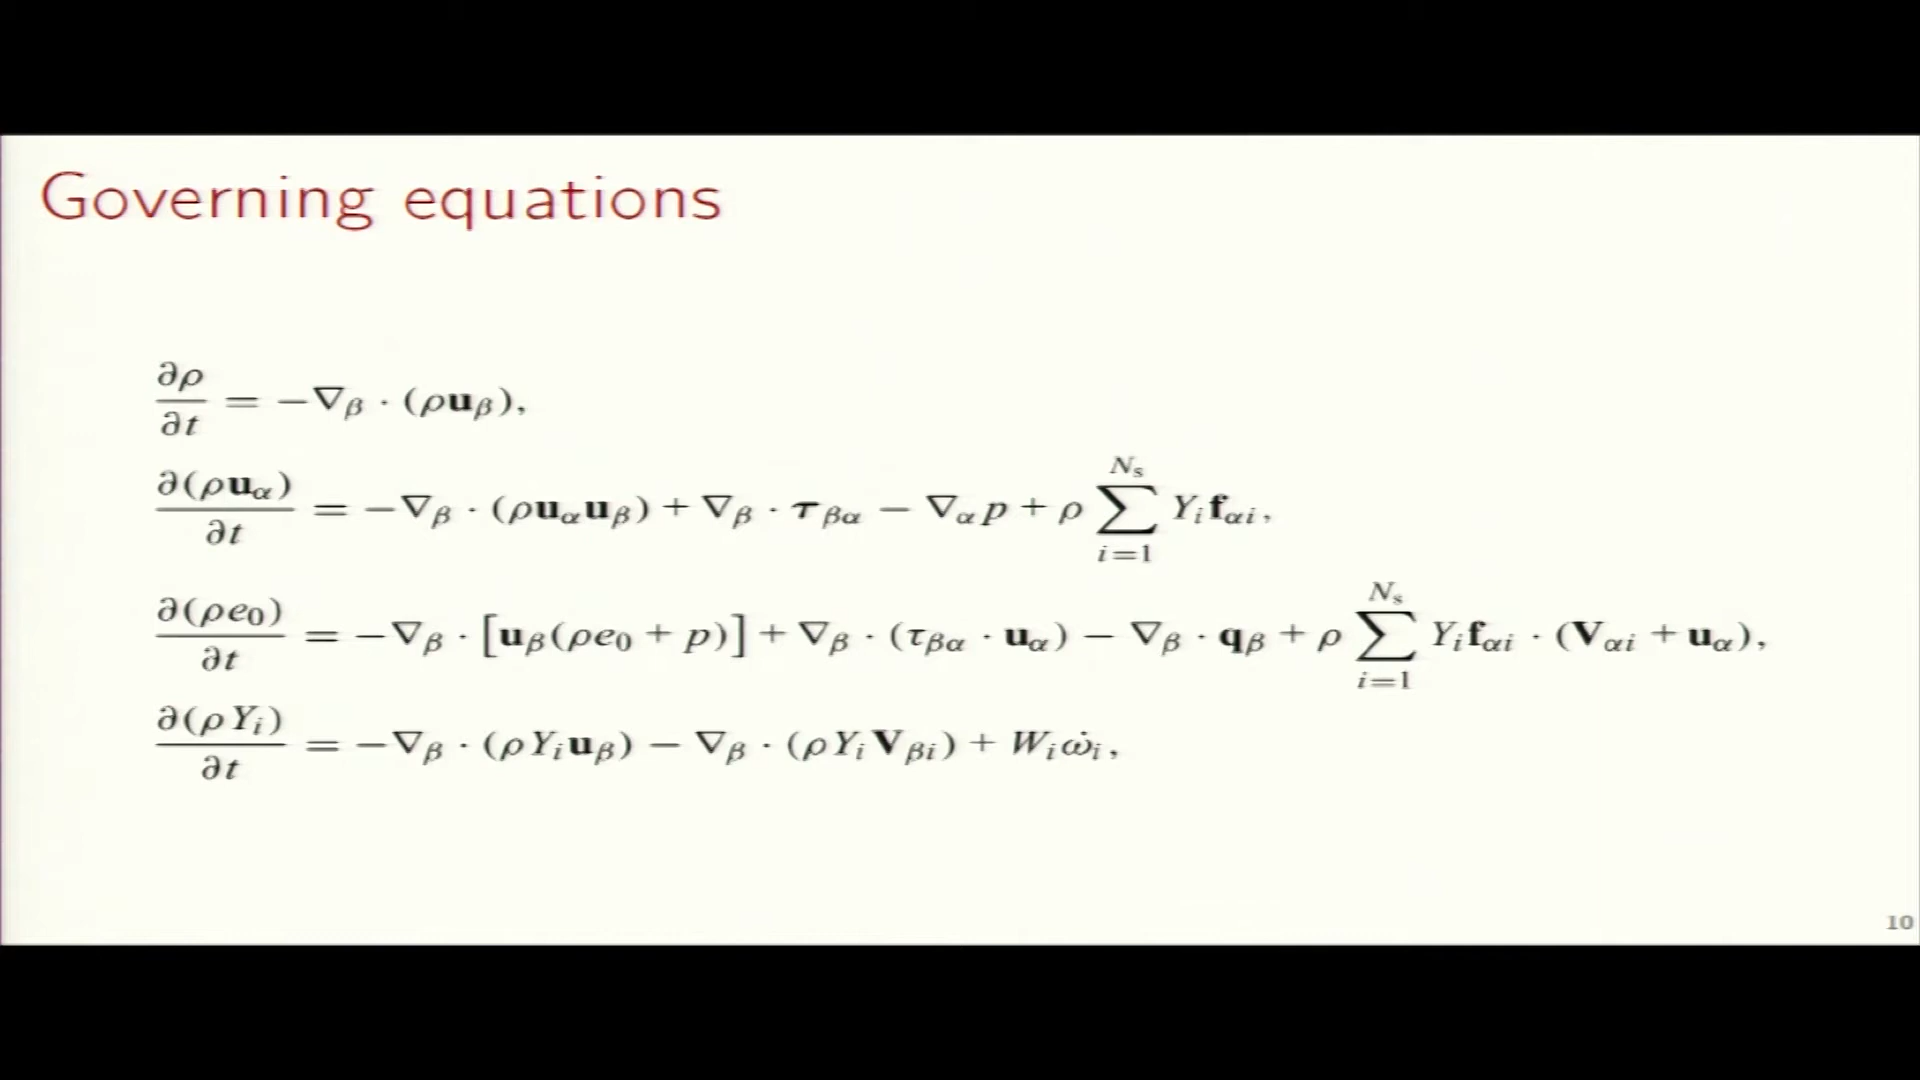 Governing equations
∂ρ/∂t = −∇_β · (ρ𝐮_β),
∂(ρ𝐮_α)/∂t = −∇_β · (ρ𝐮_α𝐮_β) + ∇_β · 𝝉_βα − ∇_α p + ρ ∑_{i=1}^{N_s} Y_i 𝐟_αi,
∂(ρe_0)/∂t = −∇_β · [𝐮_β(ρe_0 + p)] + ∇_β · (τ_βα · 𝐮_α) − ∇_β · 𝐪_β + ρ ∑_{i=1}^{N_s} Y_i 𝐟_αi · (𝐕_αi + 𝐮_α),
∂(ρY_i)/∂t = −∇_β · (ρY_i 𝐮_β) − ∇_β · (ρY_i 𝐕_βi) + W_i ω̇_i,
10